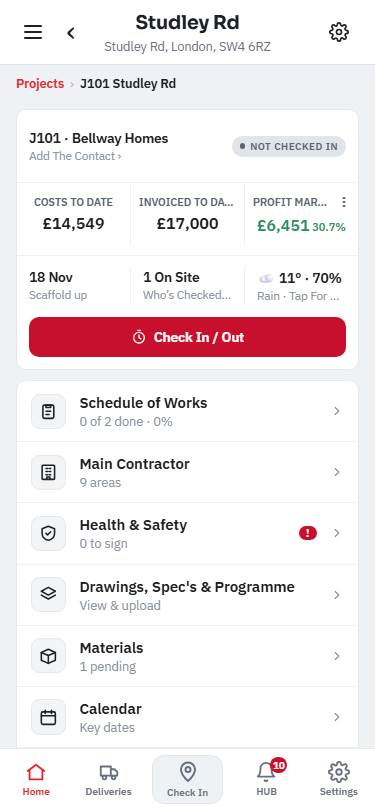 Studley Rd
Studley Rd, London, SW4 6RZ
Projects › J101 Studley Rd
J101 · Bellway Homes
Add The Contact ›
NOT CHECKED IN
COSTS TO DATE
£14,549
INVOICED TO DA...
£17,000
PROFIT MAR...
£6,451 30.7%
18 Nov
Scaffold up
1 On Site
Who's Checked...
11° · 70%
Rain · Tap For ...
Check In / Out
Schedule of Works
0 of 2 done · 0%
Main Contractor
9 areas
Health & Safety
0 to sign
!
Drawings, Spec's & Programme
View & upload
Materials
1 pending
Calendar
Key dates
Home
Deliveries
Check In
10
HUB
Settings